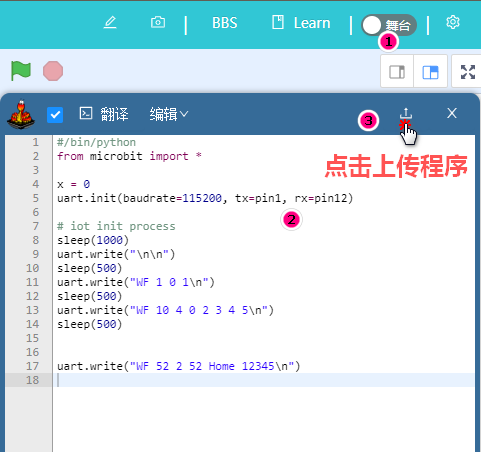 BBS
Learn
舞台
1
翻译
编辑
3
点击上传程序
1 #/bin/python
2 from microbit import *
3
4 x = 0
5 uart.init(baudrate=115200, tx=pin1, rx=pin12)
6
2
7 # iot init process
8 sleep(1000)
9 uart.write("\n\n")
10 sleep(500)
11 uart.write("WF 1 0 1\n")
12 sleep(500)
13 uart.write("WF 10 4 0 2 3 4 5\n")
14 sleep(500)
15
16
17 uart.write("WF 52 2 52 Home 12345\n")
18